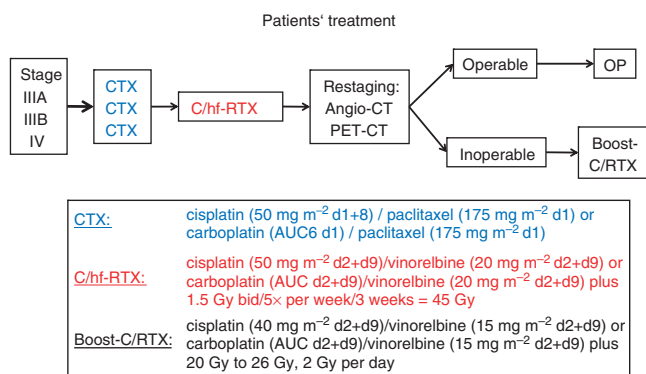 Patients‘ treatment
Stage
IIIA
IIIB
IV
CTX
CTX
CTX
C/hf-RTX
Restaging:
Angio-CT
PET-CT
Operable
OP
Inoperable
Boost-
C/RTX
CTX: cisplatin (50 mg m⁻² d1+8) / paclitaxel (175 mg m⁻² d1) or
carboplatin (AUC6 d1) / paclitaxel (175 mg m⁻² d1)
C/hf-RTX: cisplatin (50 mg m⁻² d2+d9)/vinorelbine (20 mg m⁻² d2+d9) or
carboplatin (AUC d2+d9)/vinorelbine (20 mg m⁻² d2+d9) plus
1.5 Gy bid/5× per week/3 weeks = 45 Gy
Boost-C/RTX: cisplatin (40 mg m⁻² d2+d9)/vinorelbine (15 mg m⁻² d2+d9) or
carboplatin (AUC d2+d9)/vinorelbine (15 mg m⁻² d2+d9) plus
20 Gy to 26 Gy, 2 Gy per day